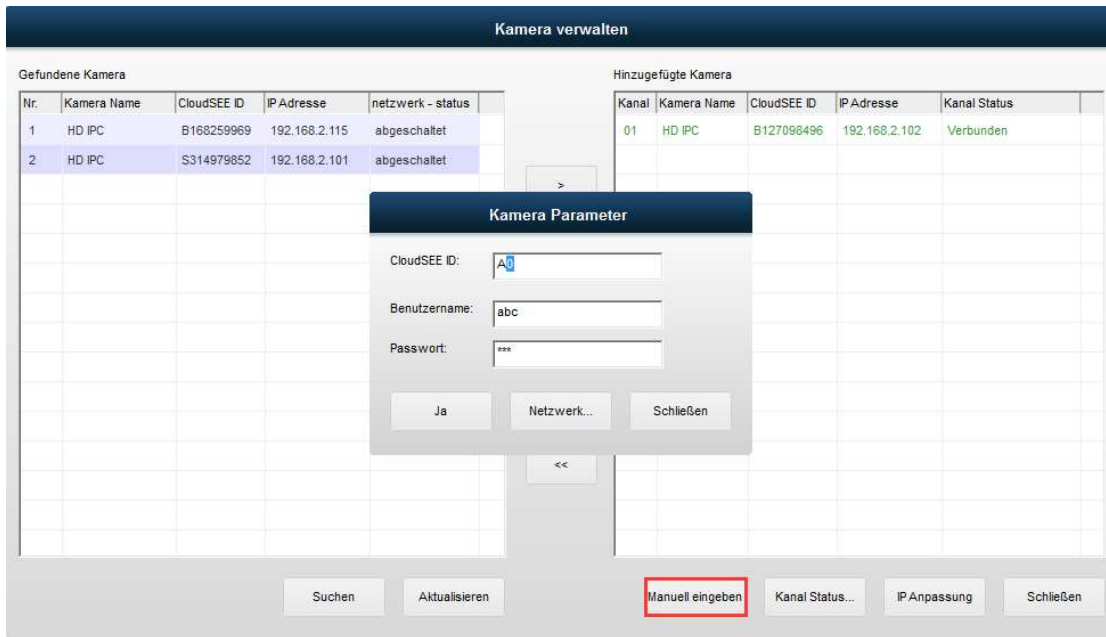 Kamera verwalten
Gefundene Kamera
Nr. Kamera Name CloudSEE ID IP Adresse netzwerk - status
1 HD IPC B168259969 192.168.2.115 abgeschaltet
2 HD IPC S314979852 192.168.2.101 abgeschaltet
Hinzugefügte Kamera
Kanal Kamera Name CloudSEE ID IP Adresse Kanal Status
01 HD IPC B127098496 192.168.2.102 Verbunden
>
Kamera Parameter
CloudSEE ID: A0
Benutzername: abc
Passwort: ***
Ja Netzwerk... Schließen
<<
Suchen Aktualisieren Manuell eingeben Kanal Status... IP Anpassung Schließen